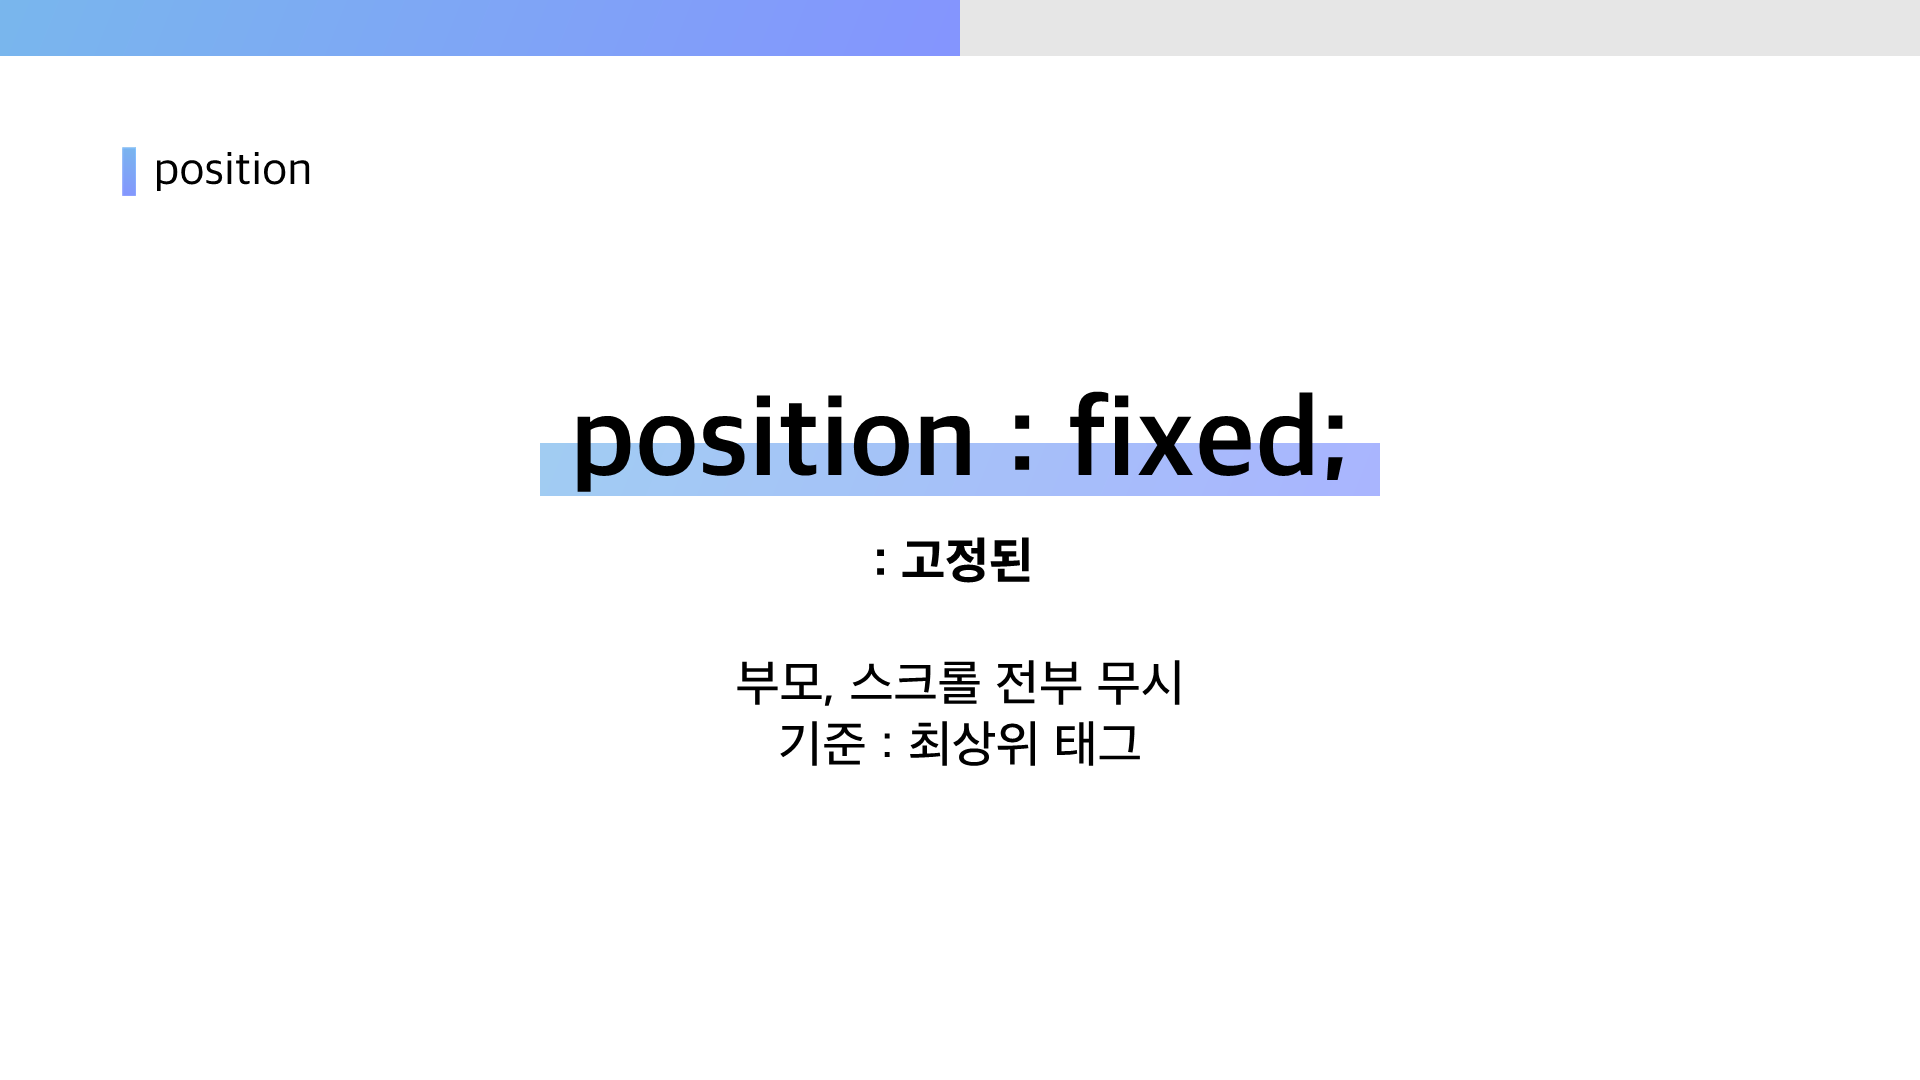 position
position : fixed;
: 고정된
부모, 스크롤 전부 무시
기준 : 최상위 태그